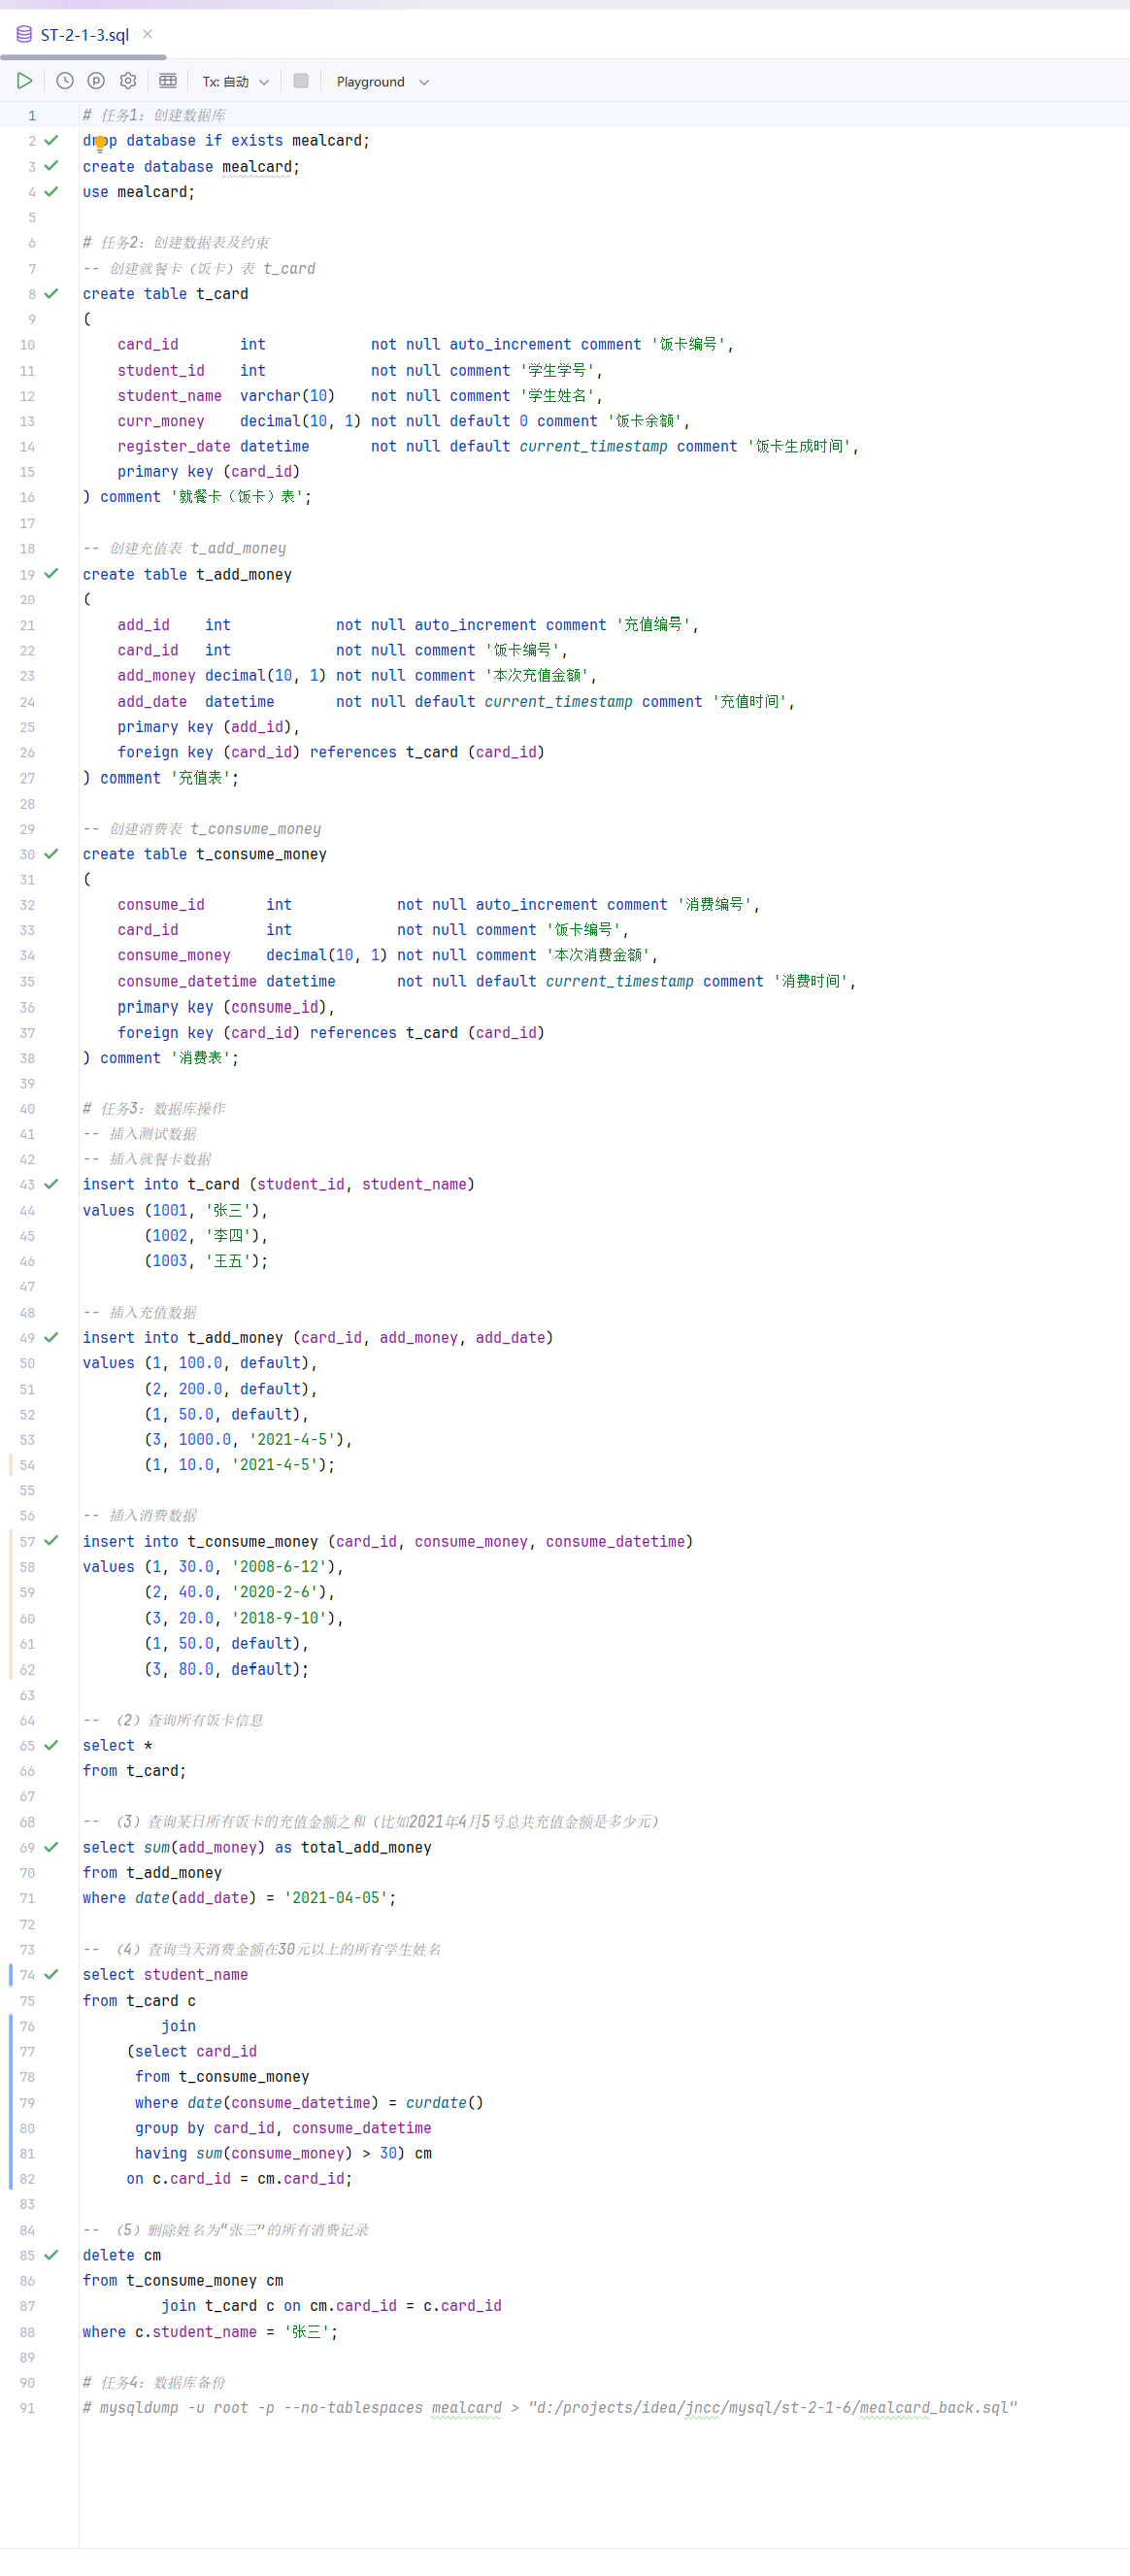 ST-2-1-3.sql
Tx: 自动 Playground
1 # 任务1：创建数据库
2 drop database if exists mealcard;
3 create database mealcard;
4 use mealcard;
5
6 # 任务2：创建数据表及约束
7 -- 创建就餐卡（饭卡）表 t_card
8 create table t_card
9 (
10 card_id int not null auto_increment comment '饭卡编号',
11 student_id int not null comment '学生学号',
12 student_name varchar(10) not null comment '学生姓名',
13 curr_money decimal(10, 1) not null default 0 comment '饭卡余额',
14 register_date datetime not null default current_timestamp comment '饭卡生成时间',
15 primary key (card_id)
16 ) comment '就餐卡（饭卡）表';
17
18 -- 创建充值表 t_add_money
19 create table t_add_money
20 (
21 add_id int not null auto_increment comment '充值编号',
22 card_id int not null comment '饭卡编号',
23 add_money decimal(10, 1) not null comment '本次充值金额',
24 add_date datetime not null default current_timestamp comment '充值时间',
25 primary key (add_id),
26 foreign key (card_id) references t_card (card_id)
27 ) comment '充值表';
28
29 -- 创建消费表 t_consume_money
30 create table t_consume_money
31 (
32 consume_id int not null auto_increment comment '消费编号',
33 card_id int not null comment '饭卡编号',
34 consume_money decimal(10, 1) not null comment '本次消费金额',
35 consume_datetime datetime not null default current_timestamp comment '消费时间',
36 primary key (consume_id),
37 foreign key (card_id) references t_card (card_id)
38 ) comment '消费表';
39
40 # 任务3：数据库操作
41 -- 插入测试数据
42 -- 插入就餐卡数据
43 insert into t_card (student_id, student_name)
44 values (1001, '张三'),
45 (1002, '李四'),
46 (1003, '王五');
47
48 -- 插入充值数据
49 insert into t_add_money (card_id, add_money, add_date)
50 values (1, 100.0, default),
51 (2, 200.0, default),
52 (1, 50.0, default),
53 (3, 1000.0, '2021-4-5'),
54 (1, 10.0, '2021-4-5');
55
56 -- 插入消费数据
57 insert into t_consume_money (card_id, consume_money, consume_datetime)
58 values (1, 30.0, '2008-6-12'),
59 (2, 40.0, '2020-2-6'),
60 (3, 20.0, '2018-9-10'),
61 (1, 50.0, default),
62 (3, 80.0, default);
63
64 -- （2）查询所有饭卡信息
65 select *
66 from t_card;
67
68 -- （3）查询某日所有饭卡的充值金额之和（比如2021年4月5号总共充值金额是多少元）
69 select sum(add_money) as total_add_money
70 from t_add_money
71 where date(add_date) = '2021-04-05';
72
73 -- （4）查询当天消费金额在30元以上的所有学生姓名
74 select student_name
75 from t_card c
76 join
77 (select card_id
78 from t_consume_money
79 where date(consume_datetime) = curdate()
80 group by card_id, consume_datetime
81 having sum(consume_money) > 30) cm
82 on c.card_id = cm.card_id;
83
84 -- （5）删除姓名为“张三”的所有消费记录
85 delete cm
86 from t_consume_money cm
87 join t_card c on cm.card_id = c.card_id
88 where c.student_name = '张三';
89
90 # 任务4：数据库备份
91 # mysqldump -u root -p --no-tablespaces mealcard > "d:/projects/idea/jncc/mysql/st-2-1-6/mealcard_back.sql"